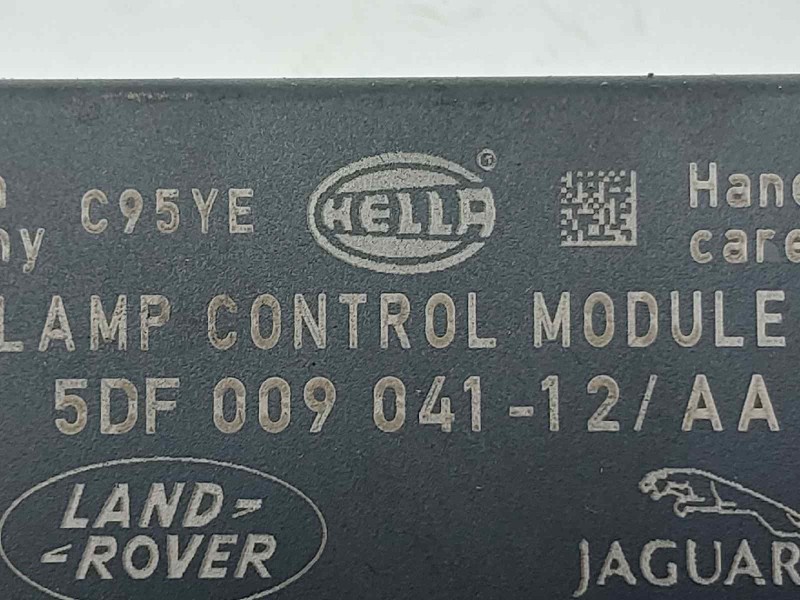 C95YE HELLA ®
LAMP CONTROL MODULE
5DF 009 041-12/AA
LAND
ROVER
JAGUAR